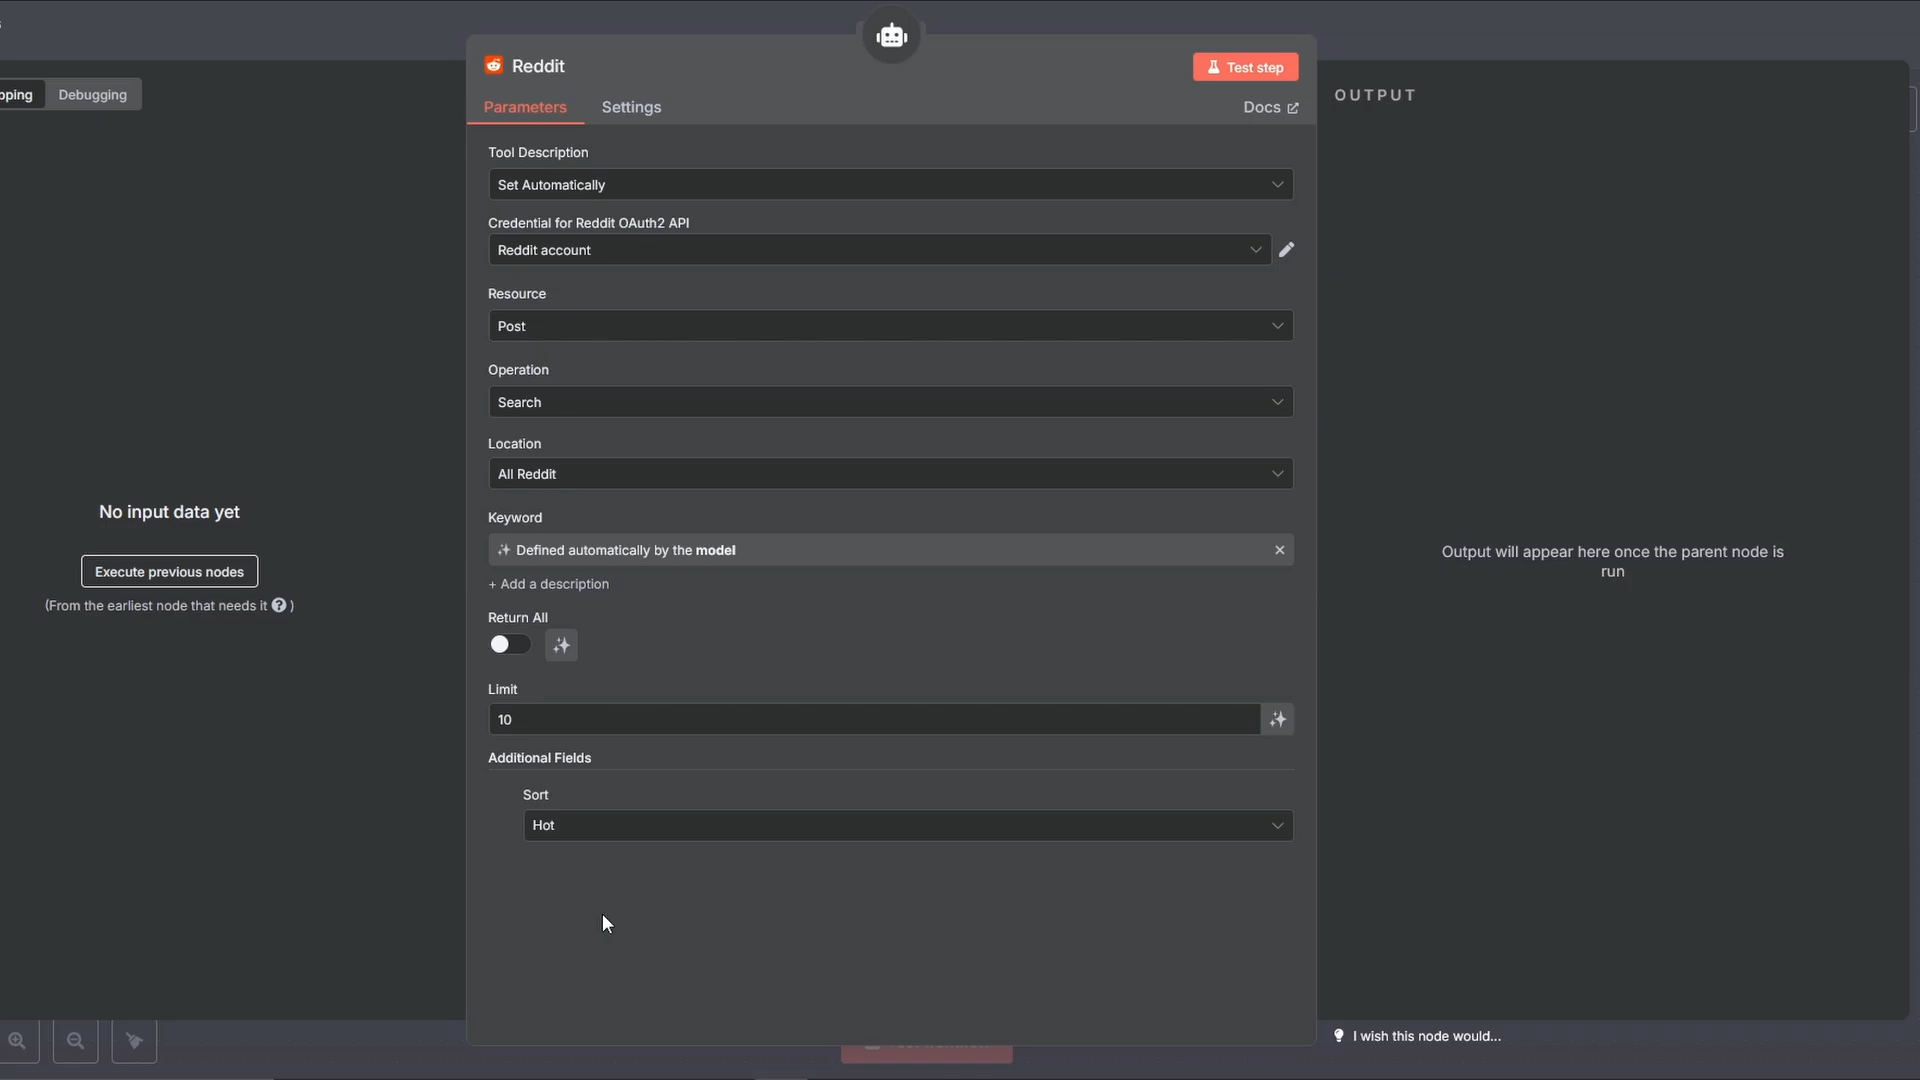 Reddit
Test step
Parameters
Settings
Docs
Debugging
OUTPUT
Tool Description
Set Automatically
Credential for Reddit OAuth2 API
Reddit account
Resource
Post
Operation
Search
Location
All Reddit
Keyword
Defined automatically by the model
+ Add a description
Return All
Limit
10
Additional Fields
Sort
Hot
No input data yet
Execute previous nodes
(From the earliest node that needs it ? )
Output will appear here once the parent node is
run
I wish this node would...